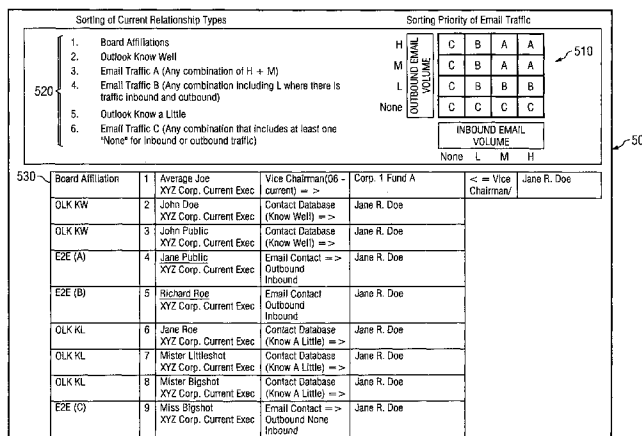 Sorting of Current Relationship Types
1. Board Affiliations
2. Outlook Know Well
3. Email Traffic A (Any combination of H + M)
4. Email Traffic B (Any combination including L where there is
traffic inbound and outbound)
5. Outlook Know a Little
6. Email Traffic C (Any combination that includes at least one
"None" for inbound or outbound traffic)
520
Sorting Priority of Email Traffic
OUTBOUND EMAIL
VOLUME
H C B A A
M C B A A
L C B B B
None C C C C
INBOUND EMAIL
VOLUME
None L M H
510
530
Board Affiliation 1 Average Joe Vice Chairman(06 - Corp. 1 Fund A < = Vice Jane R. Doe
XYZ Corp. Current Exec current) = > Chairman/
OLK KW 2 John Doe Contact Database Jane R. Doe
XYZ Corp. Current Exec (Know Well) = >
OLK KW 3 John Public Contact Database Jane R. Doe
XYZ Corp. Current Exec (Know Well) = >
E2E (A) 4 Jane Public Email Contact = > Jane R. Doe
XYZ Corp. Current Exec Outbound
Inbound
E2E (B) 5 Richard Roe Email Contact Jane R. Doe
XYZ Corp. Current Exec Outbound
Inbound
OLK KL 6 Jane Roe Contact Database Jane R. Doe
XYZ Corp. Current Exec (Know A Little) = >
OLK KL 7 Mister Littleshot Contact Database Jane R. Doe
XYZ Corp. Current Exec (Know A Little) = >
OLK KL 8 Mister Bigshot Contact Database Jane R. Doe
XYZ Corp. Current Exec (Know A Little) = >
E2E (C) 9 Miss Bigshot Email Contact = > Jane R. Doe
XYZ Corp. Current Exec Outbound None
Inbound